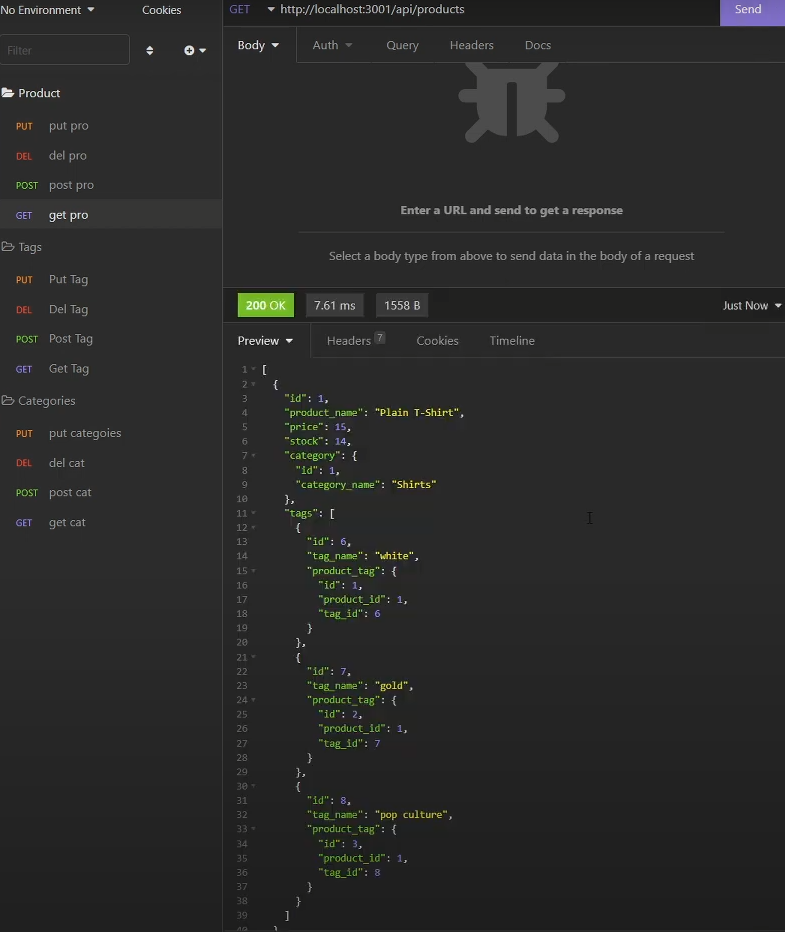 No Environment Cookies
Filter
Product
PUT put pro
DEL del pro
POST post pro
GET get pro
Tags
PUT Put Tag
DEL Del Tag
POST Post Tag
GET Get Tag
Categories
PUT put categoies
DEL del cat
POST post cat
GET get cat
GET http://localhost:3001/api/products Send
Body Auth Query Headers Docs
Enter a URL and send to get a response
Select a body type from above to send data in the body of a request
200 OK 7.61 ms 1558 B Just Now
Preview Headers 7 Cookies Timeline
1 [
2 {
3 "id": 1,
4 "product_name": "Plain T-Shirt",
5 "price": 15,
6 "stock": 14,
7 "category": {
8 "id": 1,
9 "category_name": "Shirts"
10 },
11 "tags": [
12 {
13 "id": 6,
14 "tag_name": "white",
15 "product_tag": {
16 "id": 1,
17 "product_id": 1,
18 "tag_id": 6
19 }
20 },
21 {
22 "id": 7,
23 "tag_name": "gold",
24 "product_tag": {
25 "id": 2,
26 "product_id": 1,
27 "tag_id": 7
28 }
29 },
30 {
31 "id": 8,
32 "tag_name": "pop culture",
33 "product_tag": {
34 "id": 3,
35 "product_id": 1,
36 "tag_id": 8
37 }
38 }
39 ]